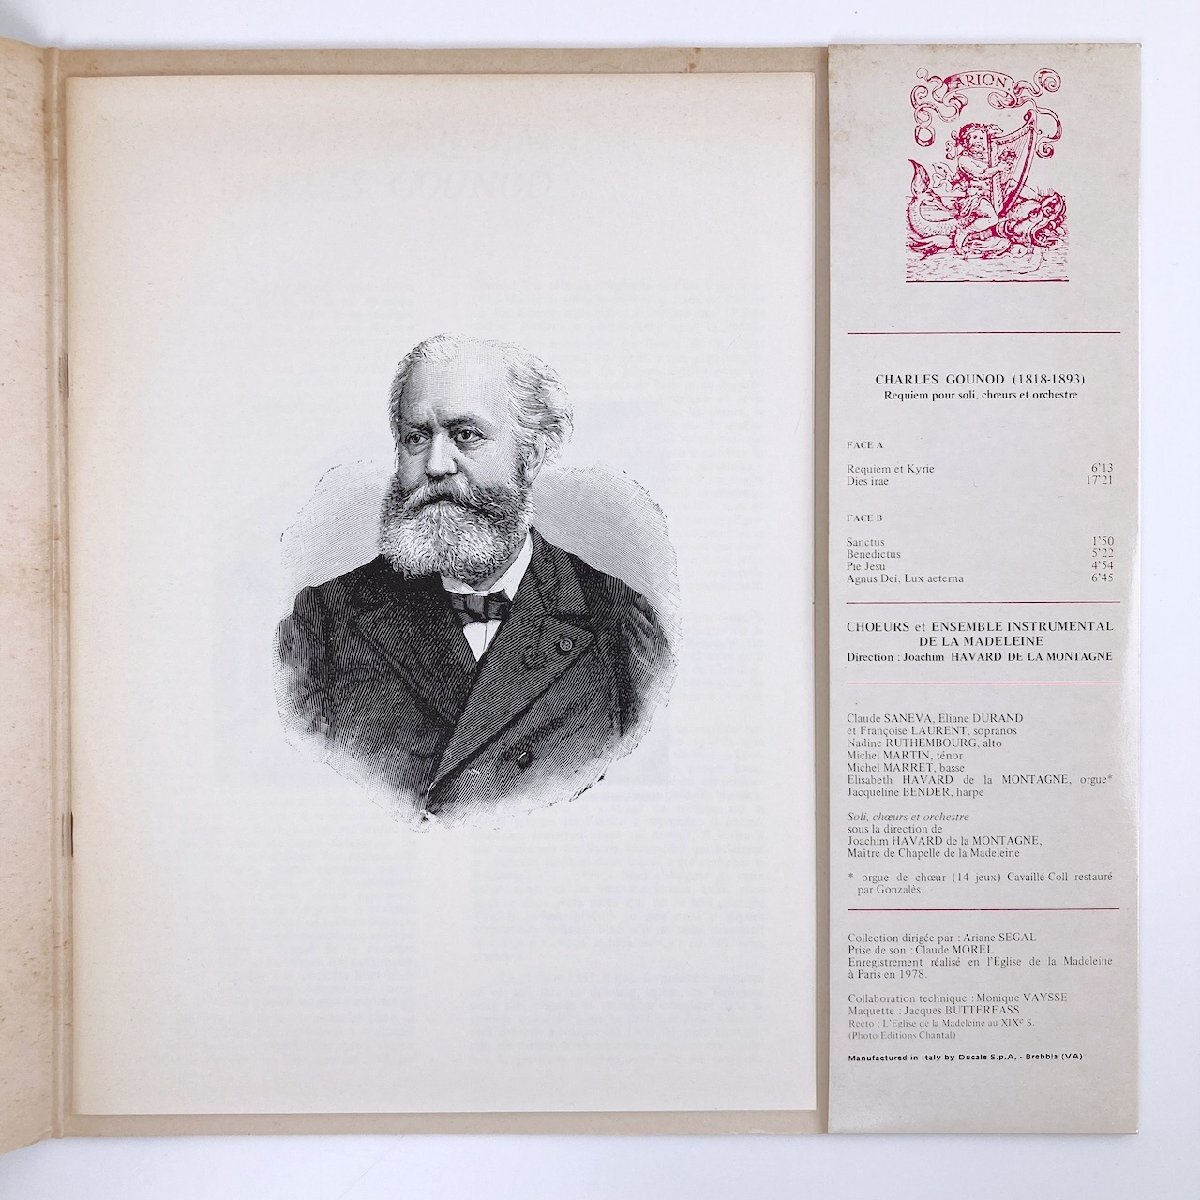 ARION
CHARLES GOUNOD (1818-1893)
Requiem pour soli, chœurs et orchestre
FACE A
Requiem et Kyrie 6'13
Dies irae 17'21
FACE B
Sanctus 1'50
Benedictus 5'22
Pie Jesu 4'54
Agnus Dei, Lux aeterna 6'45
CHOEURS et ENSEMBLE INSTRUMENTAL
DE LA MADELEINE
Direction : Joachim HAVARD DE LA MONTAGNE
Claude SANEVA, Eliane DURAND
et Françoise LAURENT, sopranos
Nadine RUTHEMBOURG, alto
Michel MARTIN, ténor
Michel MARRET, basse
Elisabeth HAVARD de la MONTAGNE, orgue*
Jacqueline BENDER, harpe
Soli, chœurs et orchestre
sous la direction de
Joachim HAVARD de la MONTAGNE,
Maître de Chapelle de la Madeleine
* orgue de chœur (14 jeux) Cavaillé-Coll restauré
par Gonzalès
Collection dirigée par : Ariane SEGAL
Prise de son : Claude MOREL
Enregistrement réalisé en l'Eglise de la Madeleine
à Paris en 1978.
Collaboration technique : Monique VAYSSE
Maquette : Jacques BUTTERFASS
Recto : L'Eglise de la Madeleine au XIXe S.
(Photo Editions Chantal)
Manufactured in Italy by Ducale S.p.A. - Brebbia (VA)